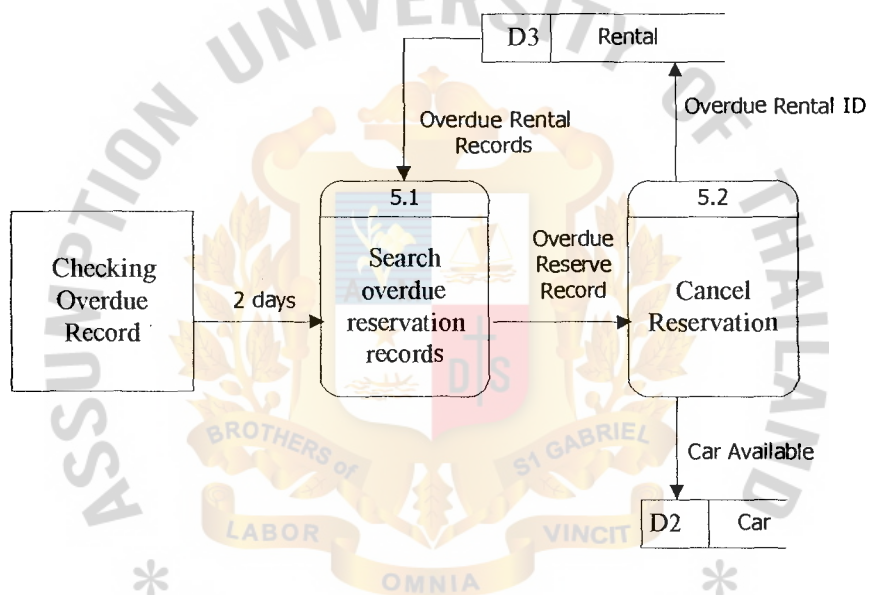 D3 Rental
Overdue Rental ID
Overdue Rental
Records
5.1
5.2
Checking
Overdue
Record
2 days
Search
overdue
reservation
records
Overdue
Reserve
Record
Cancel
Reservation
Car Available
D2 Car
ASSUMPTION UNIVERSITY OF THAILAND
D S
BROTHERS of
S1 GABRIEL
LABOR
OMNIA
VINCIT